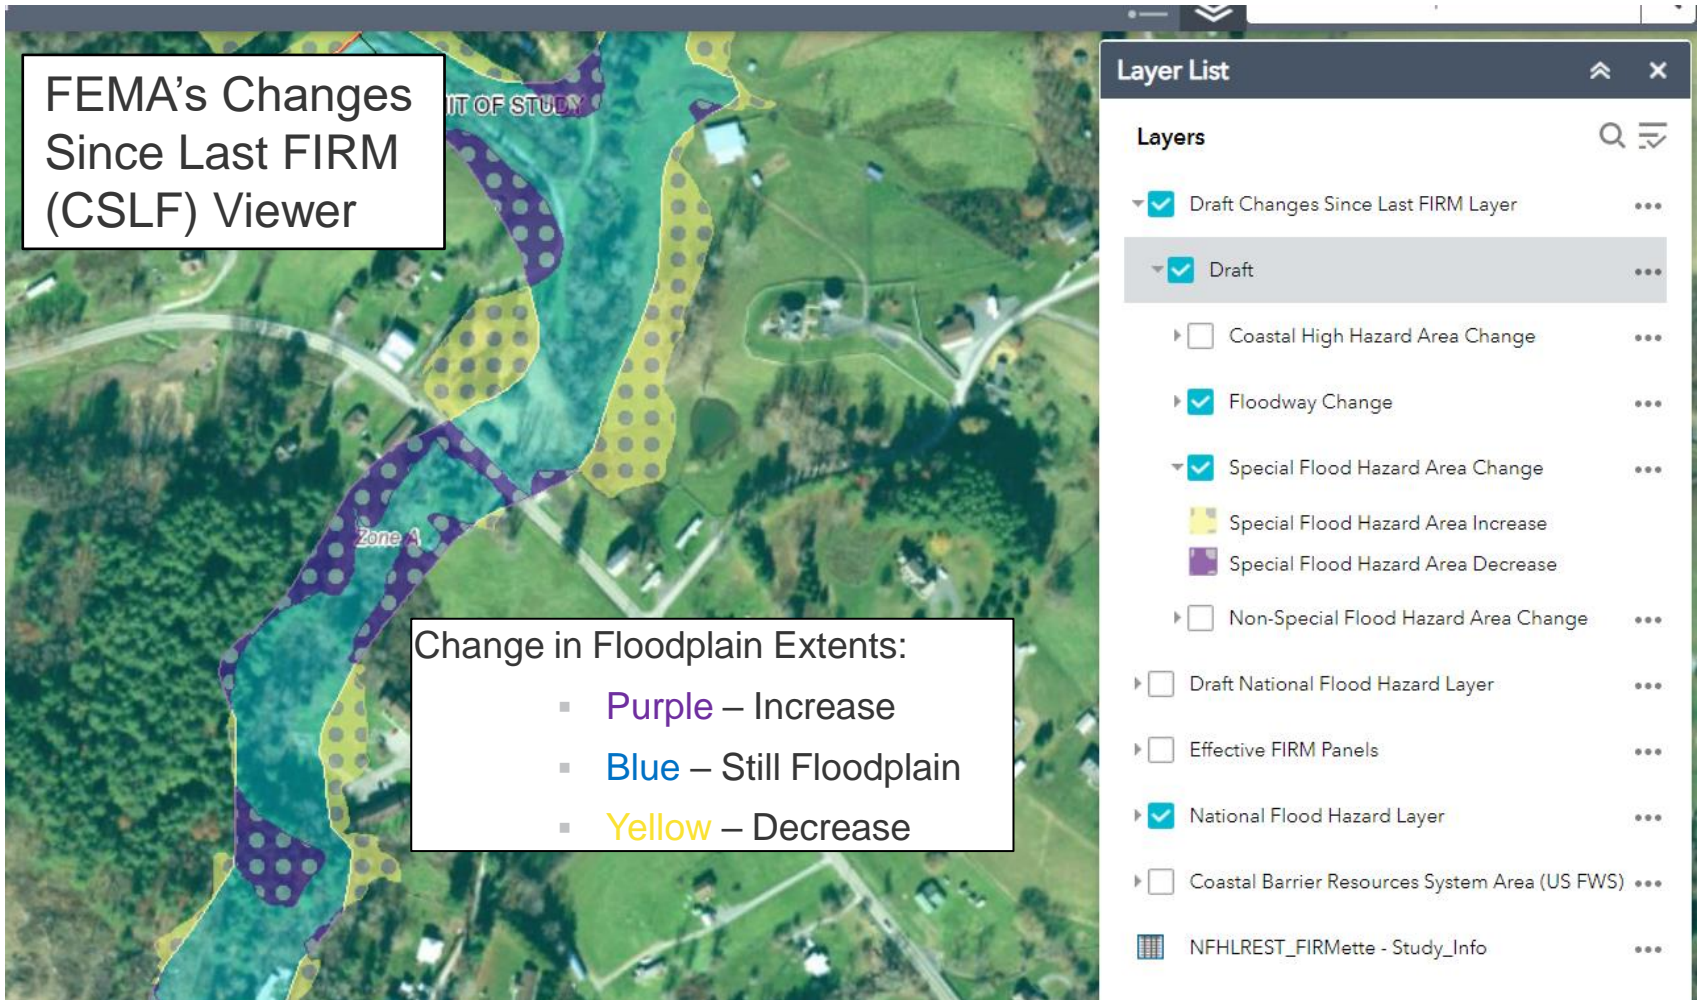 FEMA's Changes
Since Last FIRM
(CSLF) Viewer
IT OF STUDY
Zone A
Change in Floodplain Extents:
Purple – Increase
Blue – Still Floodplain
Yellow – Decrease
Layer List
Layers
Draft Changes Since Last FIRM Layer
Draft
Coastal High Hazard Area Change
Floodway Change
Special Flood Hazard Area Change
Special Flood Hazard Area Increase
Special Flood Hazard Area Decrease
Non-Special Flood Hazard Area Change
Draft National Flood Hazard Layer
Effective FIRM Panels
National Flood Hazard Layer
Coastal Barrier Resources System Area (US FWS)
NFHLREST_FIRMette - Study_Info